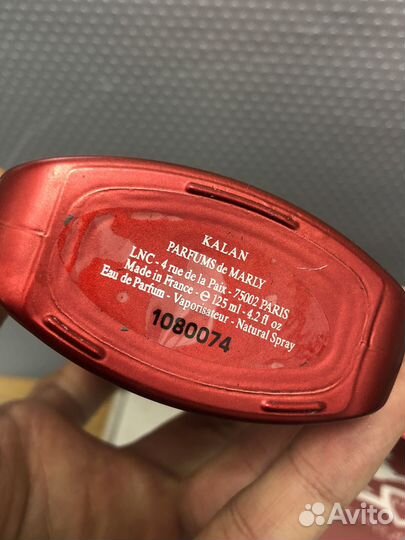 KALAN
PARFUMS de MARLY
LNC - 4 rue de la Paix - 75002 PARIS
Made in France - e 125 ml - 4.2 fl oz
Eau de Parfum - Vaporisateur - Natural Spray
1080074
Avito